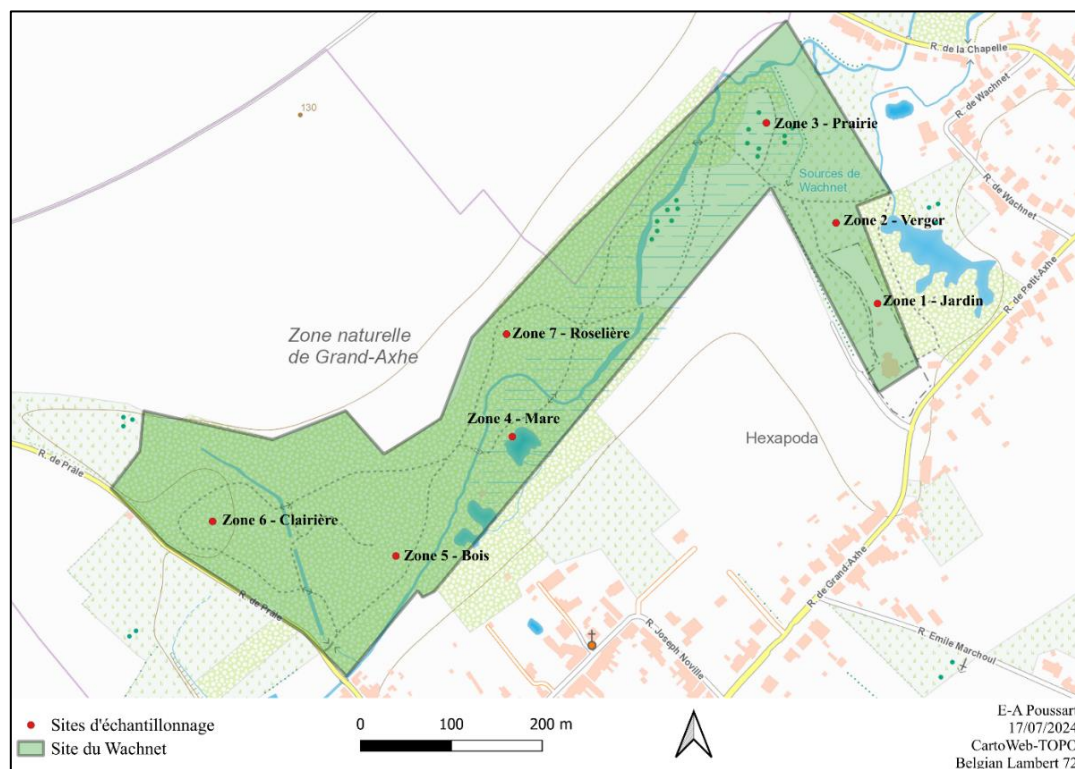 R. de la Chapelle
130
R. de Wachnet
Zone 3 - Prairie
Sources de
Wachnet
R. de Wachnet
Zone 2 - Verger
R. de Petit-Axhe
Zone 1 - Jardin
Zone naturelle
de Grand-Axhe
Zone 7 - Roselière
Zone 4 - Mare
Hexapoda
R. de Prâle
Zone 6 - Clairière
Zone 5 - Bois
R. de Grand-Axhe
R. de Prâle
R. Joseph Noville
R. Emile Marchoul
Sites d'échantillonnage
Site du Wachnet
0 100 200 m
E-A Poussart
17/07/2024
CartoWeb-TOPO
Belgian Lambert 72